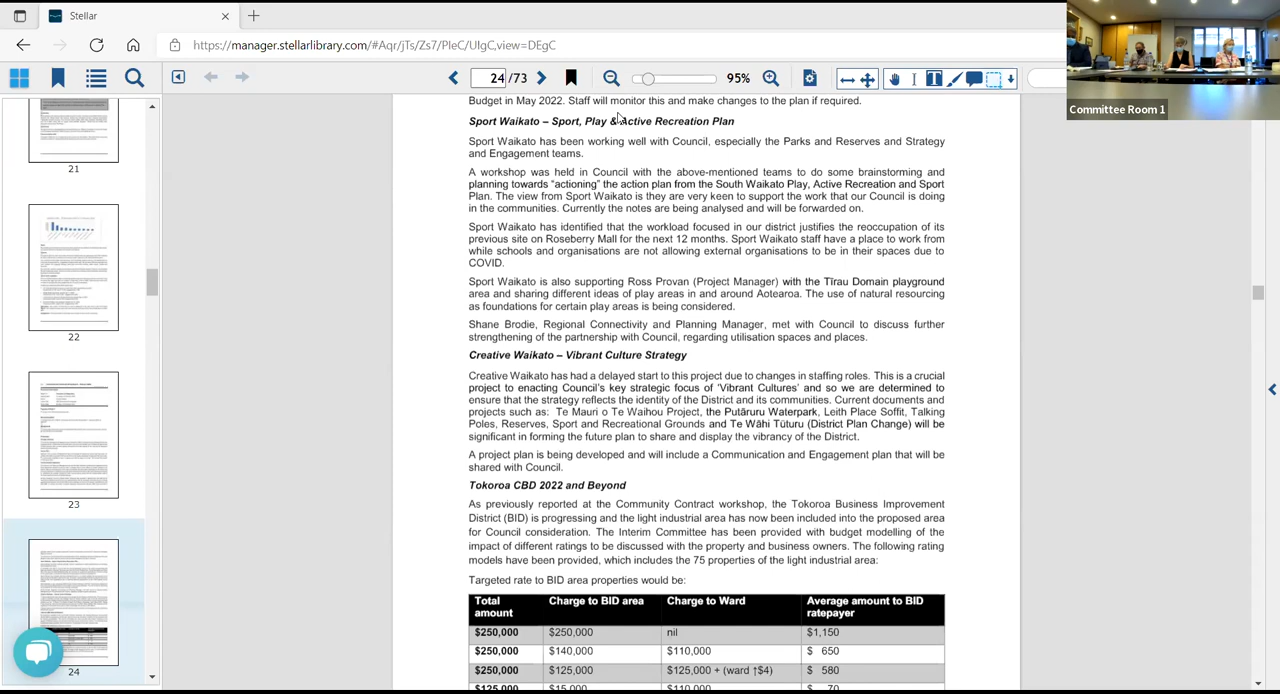 Stellar
https://manager.stellarlibrary.com/#Aqr/jTs/Zs7/PleC/UIgC,view=DEgC
24 /73
95%
Committee Room 1
21
22
23
24
Budget in May 2022. Staff will monitor this and make changes to the plan if required.
Sport Waikato – Sport, Play & Active Recreation Plan
Sport Waikato has been working well with Council, especially the Parks and Reserves and Strategy
and Engagement teams.
A workshop was held in Council with the above-mentioned teams to do some brainstorming and
planning towards “actioning” the action plan from the South Waikato Play, Active Recreation and Sport
Plan. The view from Sport Waikato is they are very keen to support the work that our Council is doing
in the communities. Currently the notes are being analysed and will be forwarded on.
Sport Waikato has identified that the workload focused in our district justifies the reoccupation of its
previous site on Roseberry Mall for the next 12 months. Sport Waikato staff have a place to work from
while schools and organisations are not allowing external organisations to be in their spaces due to
COVID.
Sport Waikato is also supporting Ross Provan (Project Manager) with the Tīrau Domain playground
area and sharing different ideas of play areas in and around Aotearoa. The use of natural resourcing
as foundations for certain play areas is being considered.
Shane Brodie, Regional Connectivity and Planning Manager, met with Council to discuss further
strengthening of the partnership with Council, regarding utilisation spaces and places.
Creative Waikato – Vibrant Culture Strategy
Creative Waikato has had a delayed start to this project due to changes in staffing roles. This is a crucial
project to enacting Council’s key strategic focus of ‘Vibrant Cultures’ and so we are determined to
ensure that the strategy reflects the identity of the District and communities. Current documents and
projects such as: Te Mauri o Te Wairau Project, the Putāruru Waterpark, Leith Place Soffit, Talking
Poles, Reserves, Sport and Recreational Grounds and Te Wāhi Tūturu (District Plan Change) will be
significant in forming the future plan to share and display the vibrancy of the District.
A project plan is being developed and will include a Communication and Engagement plan that will be
shared with Council.
Tokoroa CBD 2022 and Beyond
As previously reported at the Community Contract workshop, the Tokoroa Business Improvement
District (BID) is progressing and the light industrial area has now been included into the proposed area
for Council consideration. The Interim Committee has been provided with budget modelling of the
impact of different ratings to be discussed with the property and business owners. The following rating
models have been provided, which includes the 75 properties of the light industrial area:
Targeted rate to BID area properties would be:
Total amount Charge to BID area Charge to Ward Average amount to BID ratepayer
$250,000 $250,000 nil $1,150
$250,000 $140,000 $110,000 $ 650
$250,000 $125,000 $125,000 + (ward ↑$4) $ 580
$125,000 $15,000 $110,000 $ 70